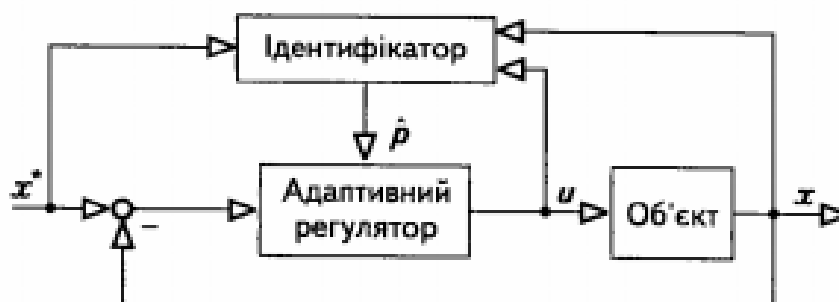 Ідентифікатор
ṗ
x*
Адаптивний
регулятор
u
Об'єкт
x
−